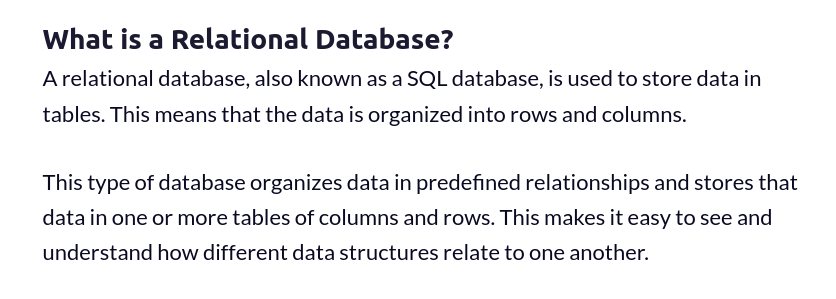 What is a Relational Database?
A relational database, also known as a SQL database, is used to store data in
tables. This means that the data is organized into rows and columns.
This type of database organizes data in predefined relationships and stores that
data in one or more tables of columns and rows. This makes it easy to see and
understand how different data structures relate to one another.